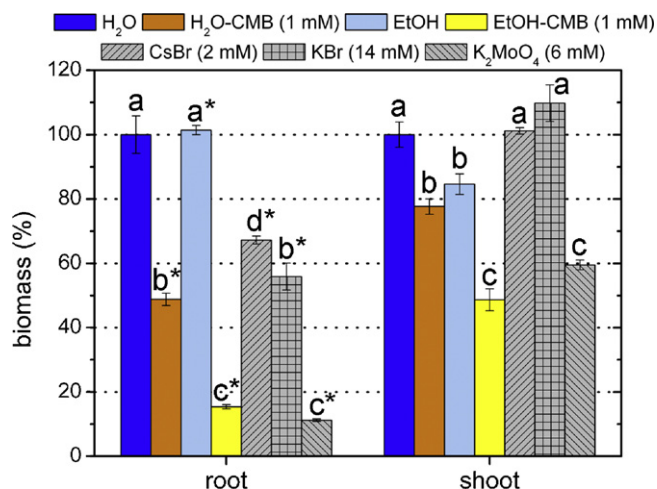 H₂O H₂O-CMB (1 mM) EtOH EtOH-CMB (1 mM)
CsBr (2 mM) KBr (14 mM) K₂MoO₄ (6 mM)
120
100
80
60
40
20
0
biomass (%)
a b* a* c* d* b* c*
a b b c a a c
root shoot